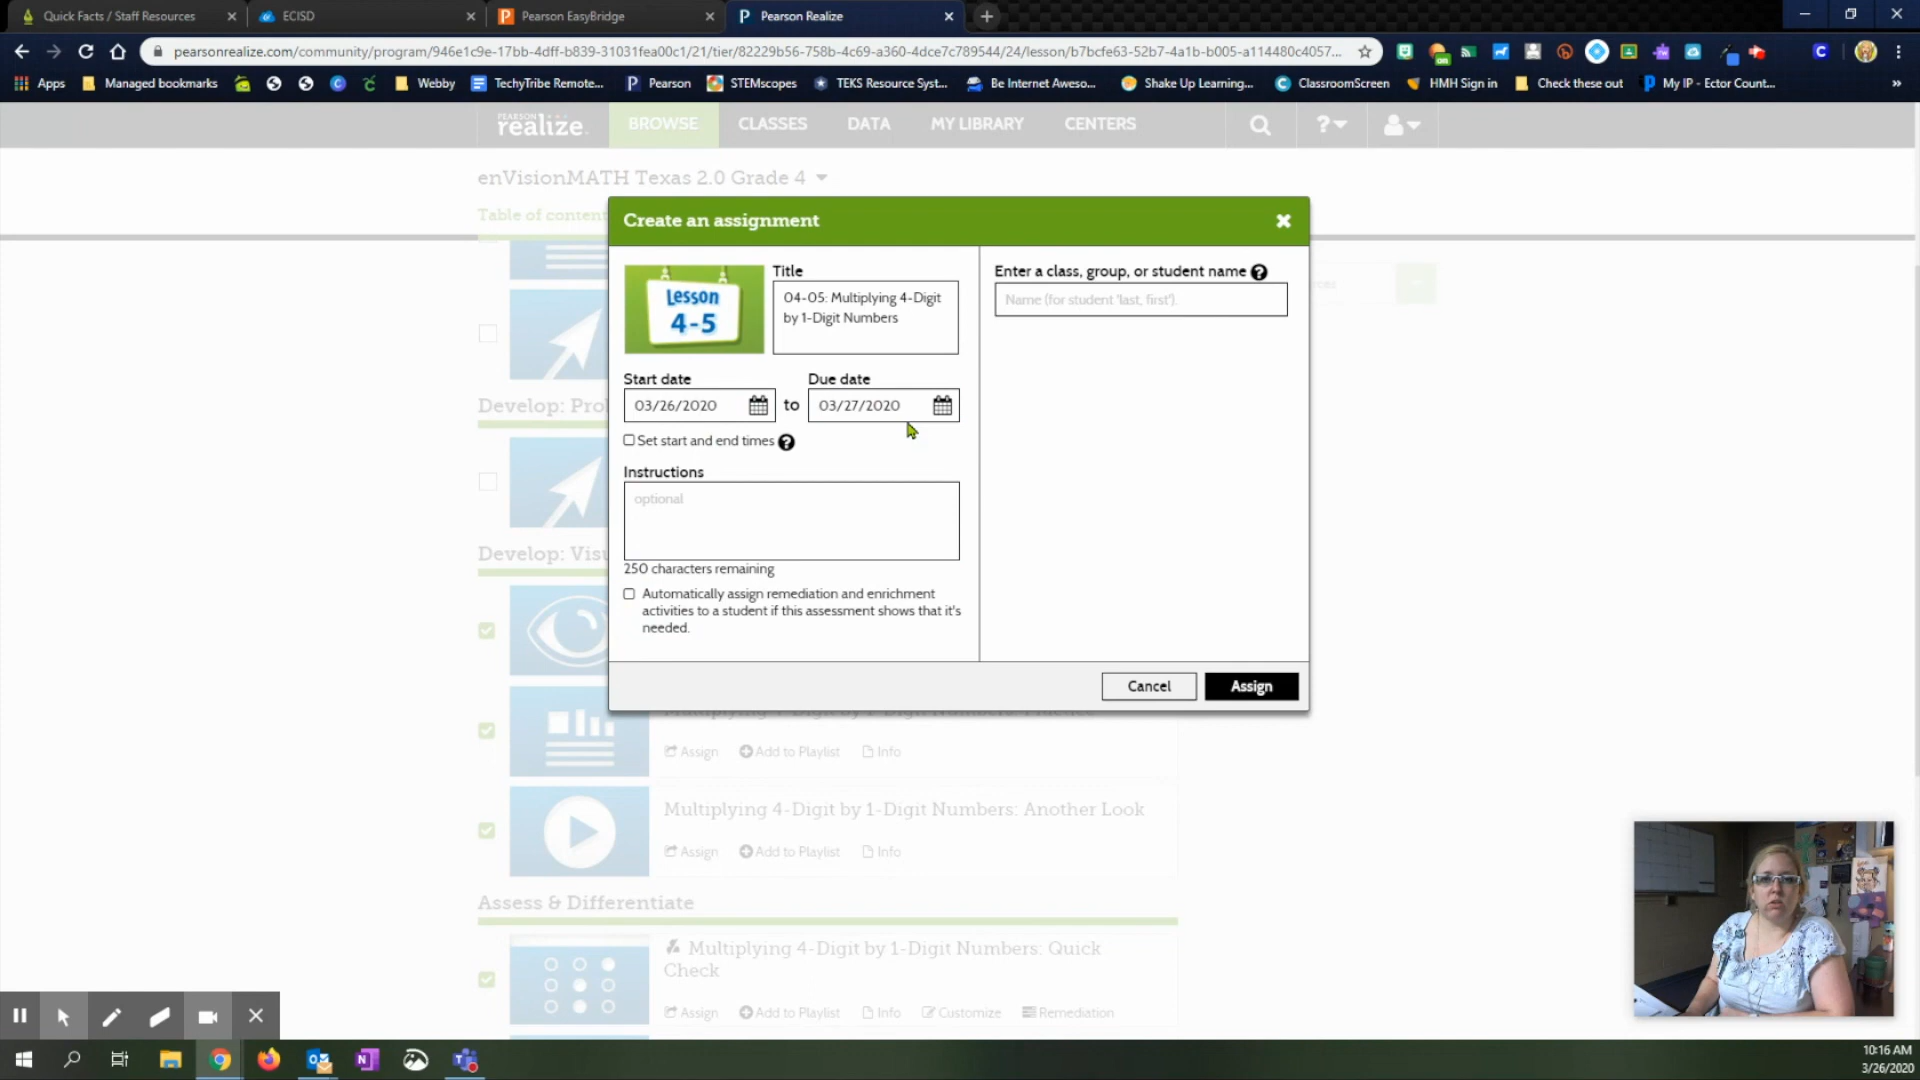 Quick Facts / Staff Resources
ECISD
Pearson EasyBridge
Pearson Realize
pearsonrealize.com/community/program/946e1c9e-17bb-4dff-b839-31031fea00c1/21/tier/82229b56-758b-4c69-a360-4dce7c789544/24/lesson/b7bcfe63-52b7-4a1b-b005-a114480c4057...
Apps
Managed bookmarks
Webby
TechyTribe Remote...
Pearson
STEMscopes
TEKS Resource Syst...
Be Internet Aweso...
Shake Up Learning...
ClassroomScreen
HMH Sign in
Check these out
My IP - Ector Count...
PEARSON
realize
BROWSE
CLASSES
DATA
MY LIBRARY
CENTERS
enVisionMATH Texas 2.0 Grade 4
Table of conten
Create an assignment
Lesson
4-5
Title
04-05: Multiplying 4-Digit
by 1-Digit Numbers
Enter a class, group, or student name
Name (for student 'last, first').
Start date
03/26/2020
to
Due date
03/27/2020
Set start and end times
Instructions
optional
250 characters remaining
Automatically assign remediation and enrichment
activities to a student if this assessment shows that it's
needed.
Cancel
Assign
Develop: Pro
Develop: Visu
Assign
Add to Playlist
Info
Multiplying 4-Digit by 1-Digit Numbers: Another Look
Assign
Add to Playlist
Info
Assess & Differentiate
Multiplying 4-Digit by 1-Digit Numbers: Quick
Check
Assign
Add to Playlist
Info
Customize
Remediation
10:16 AM
3/26/2020